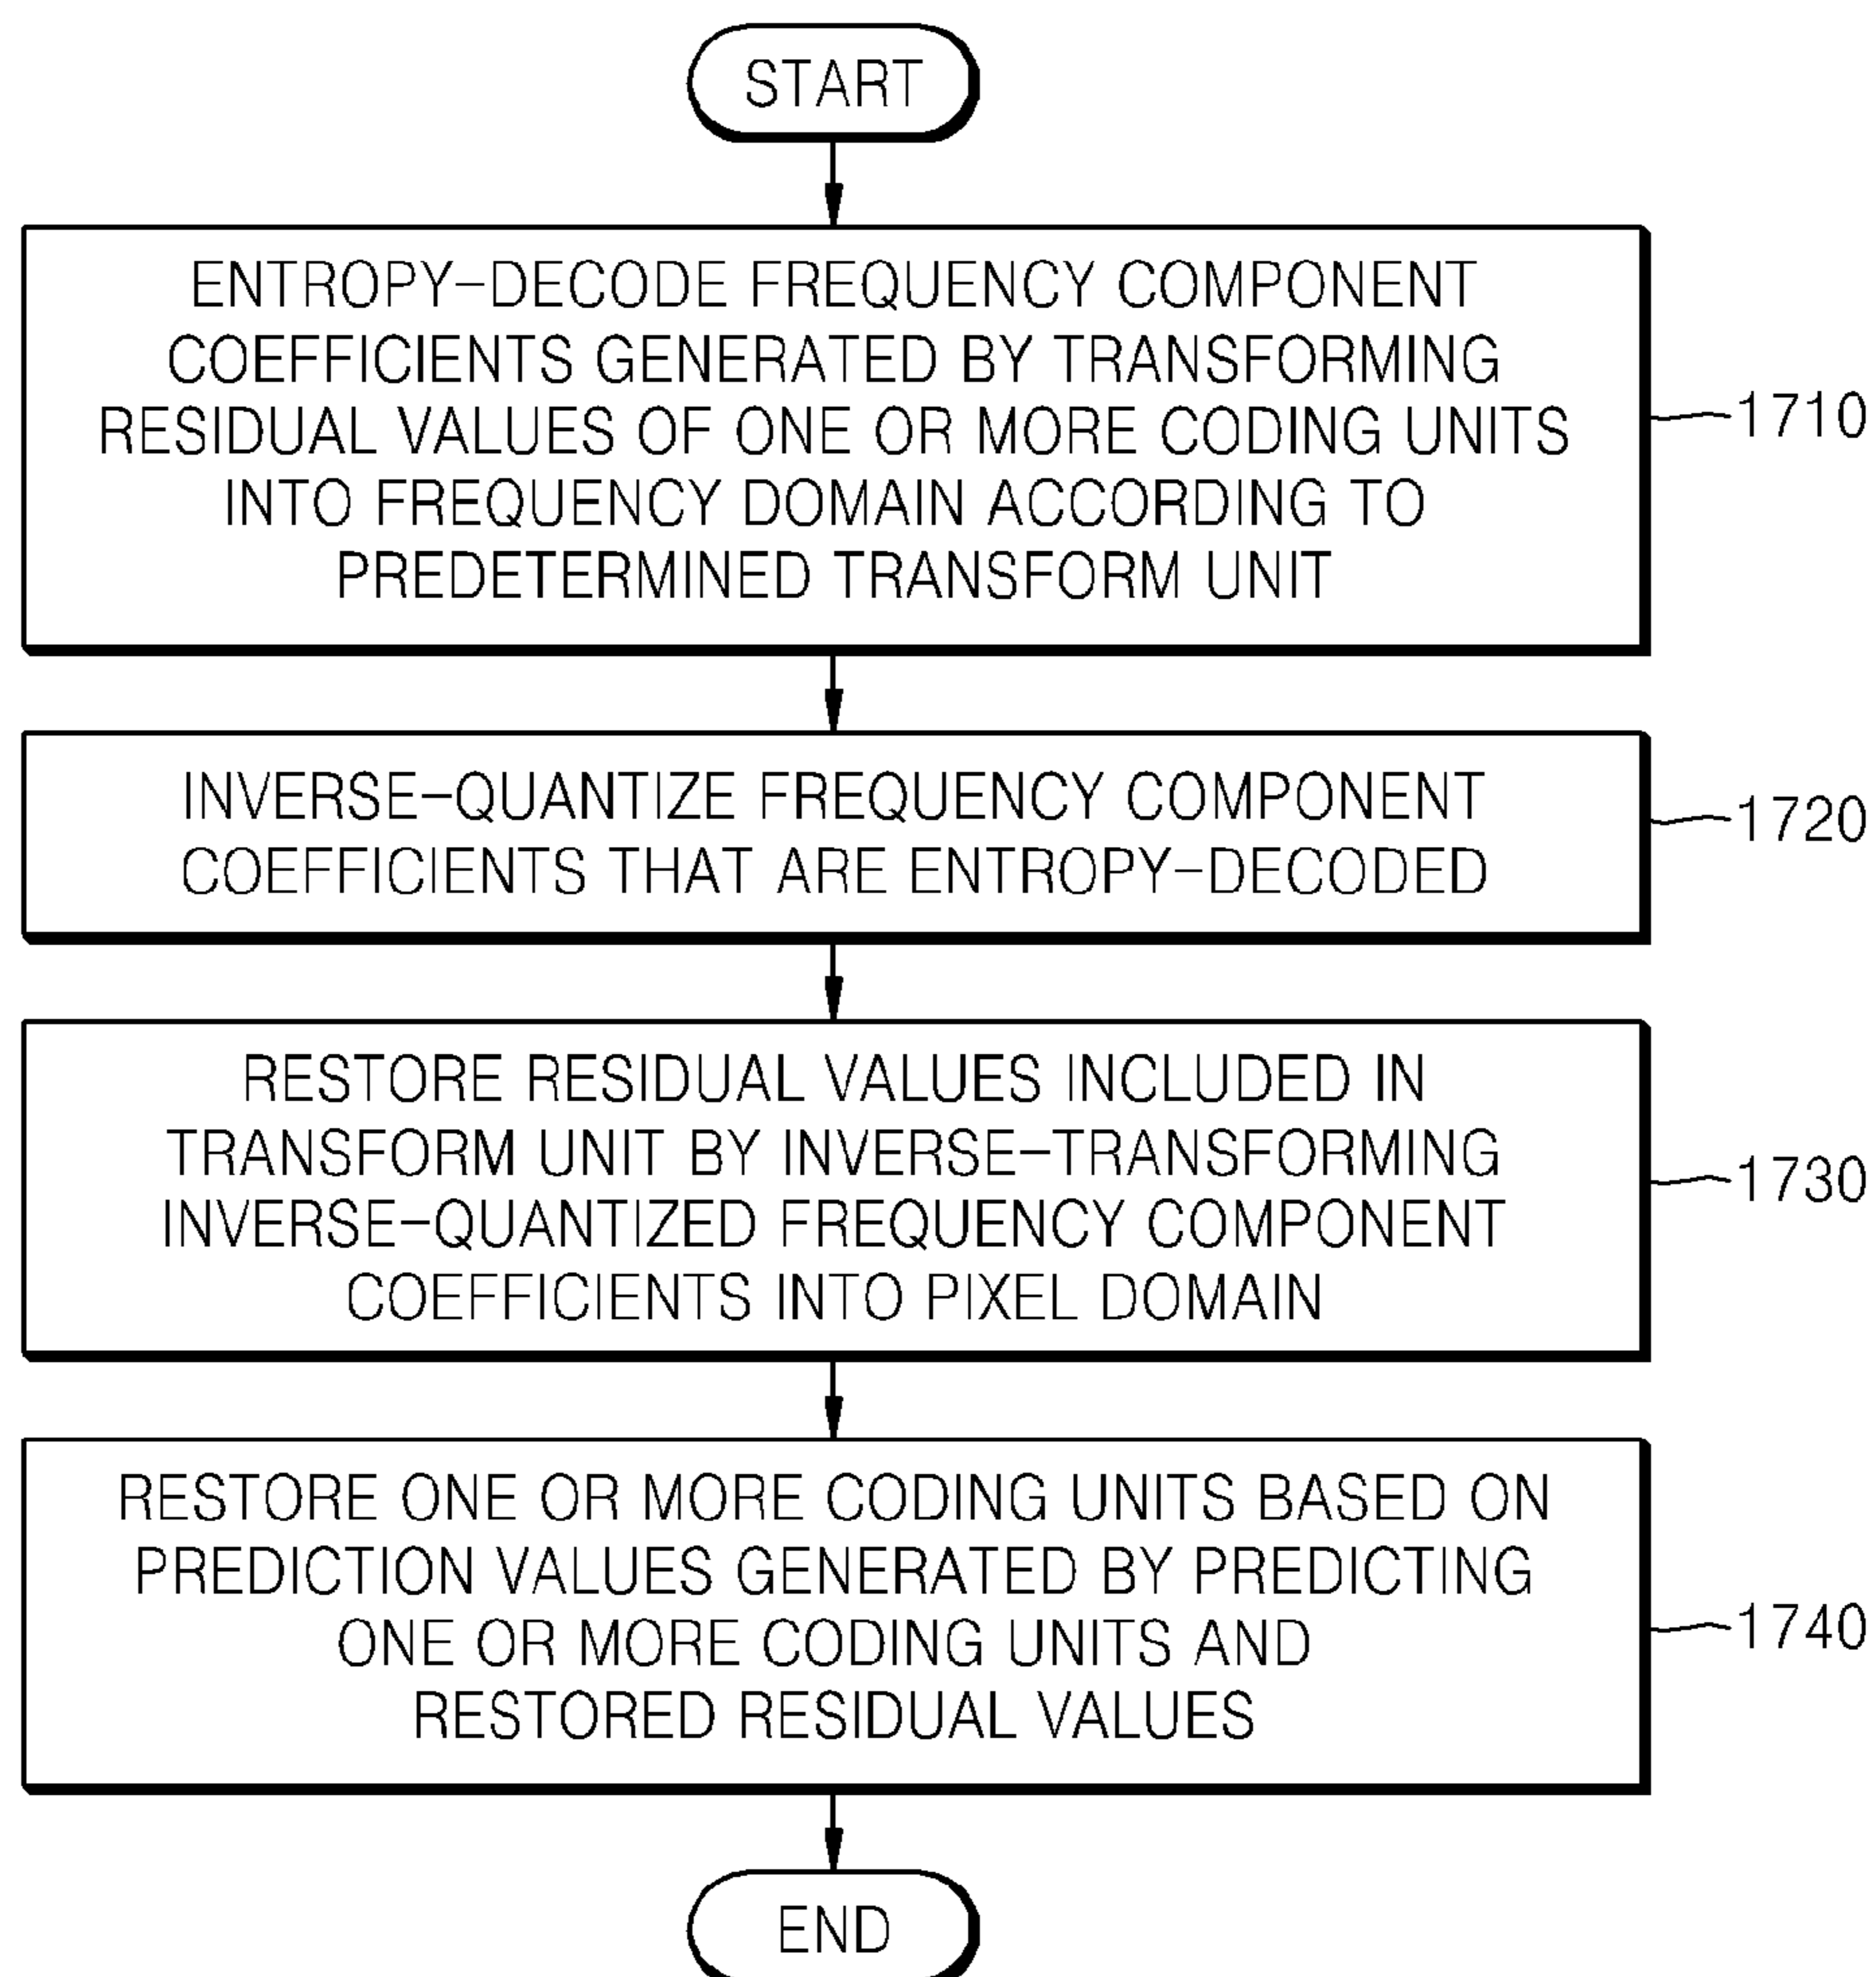 START
ENTROPY-DECODE FREQUENCY COMPONENT
COEFFICIENTS GENERATED BY TRANSFORMING
RESIDUAL VALUES OF ONE OR MORE CODING UNITS
INTO FREQUENCY DOMAIN ACCORDING TO
PREDETERMINED TRANSFORM UNIT
1710
INVERSE-QUANTIZE FREQUENCY COMPONENT
COEFFICIENTS THAT ARE ENTROPY-DECODED
1720
RESTORE RESIDUAL VALUES INCLUDED IN
TRANSFORM UNIT BY INVERSE-TRANSFORMING
INVERSE-QUANTIZED FREQUENCY COMPONENT
COEFFICIENTS INTO PIXEL DOMAIN
1730
RESTORE ONE OR MORE CODING UNITS BASED ON
PREDICTION VALUES GENERATED BY PREDICTING
ONE OR MORE CODING UNITS AND
RESTORED RESIDUAL VALUES
1740
END